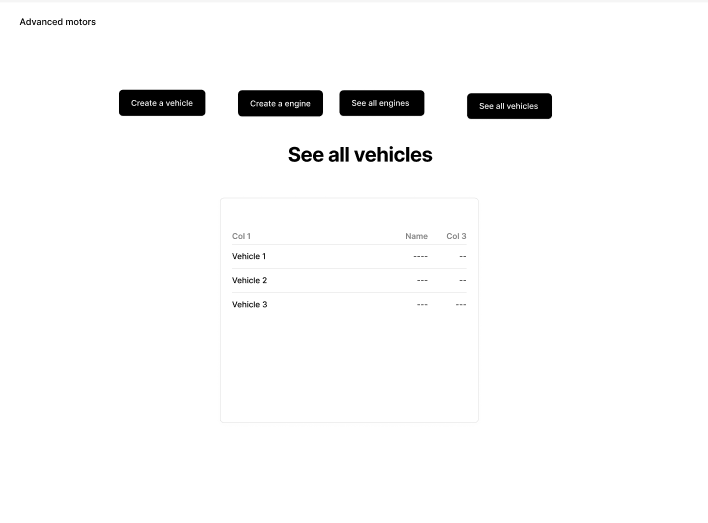 Advanced motors
Create a vehicle Create a engine See all engines See all vehicles
See all vehicles
Col 1 Name Col 3
Vehicle 1 ---- --
Vehicle 2 --- --
Vehicle 3 --- ---